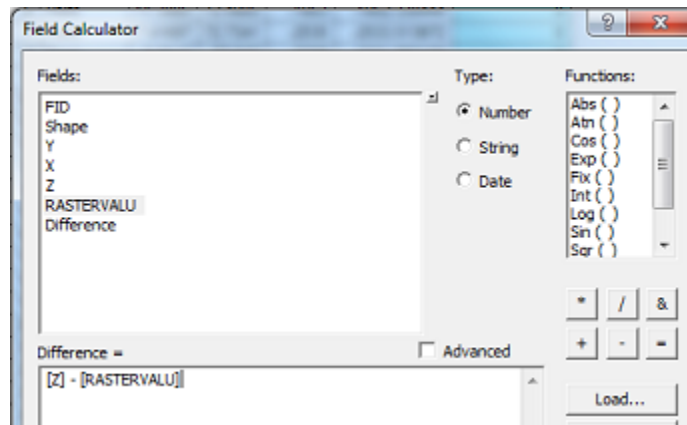 Field Calculator
Fields:
FID
Shape
Y
X
Z
RASTERVALU
Difference
Type:
Number
String
Date
Functions:
Abs ( )
Atn ( )
Cos ( )
Exp ( )
Fix ( )
Int ( )
Log ( )
Sin ( )
Sqr ( )
* / &
+ - =
Difference =
Advanced
[Z] - [RASTERVALU]
Load...